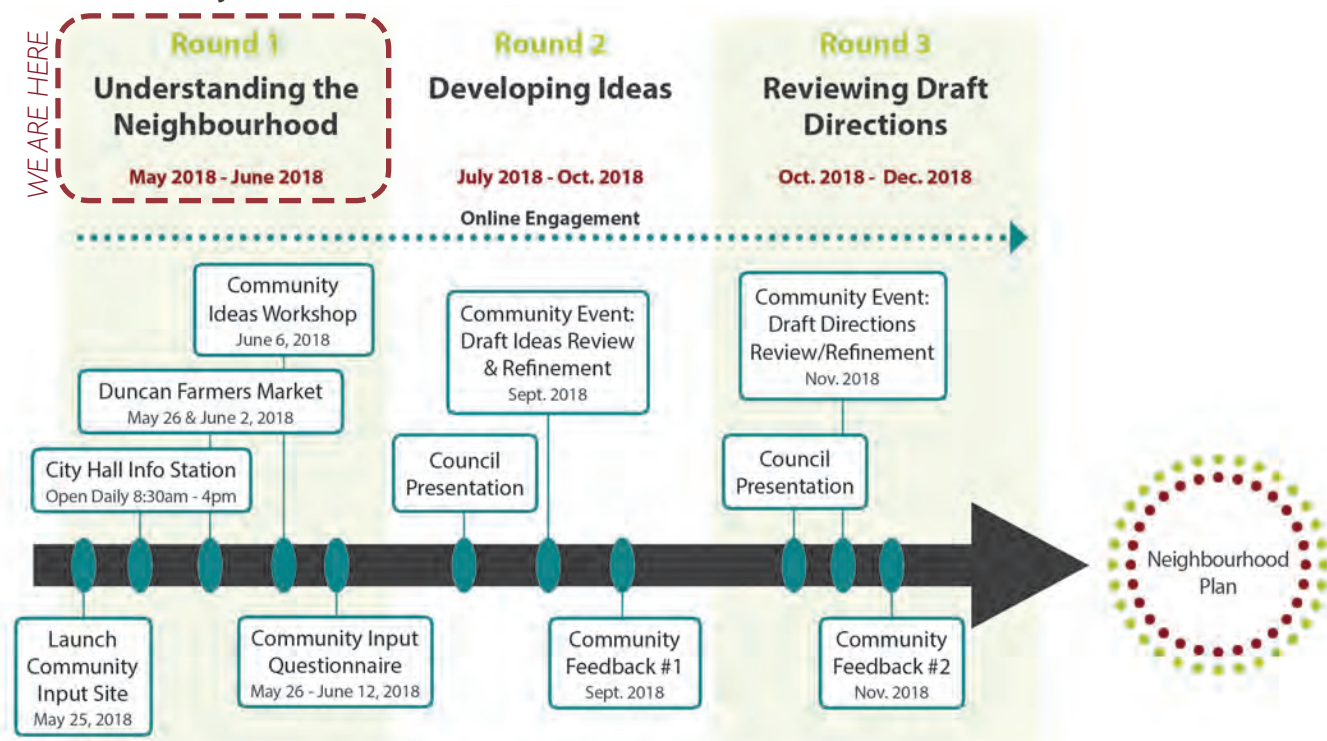 WE ARE HERE
Round 1
Understanding the
Neighbourhood
May 2018 - June 2018
Round 2
Developing Ideas
July 2018 - Oct. 2018
Round 3
Reviewing Draft
Directions
Oct. 2018 - Dec. 2018
Online Engagement
Community
Ideas Workshop
June 6, 2018
Duncan Farmers Market
May 26 & June 2, 2018
City Hall Info Station
Open Daily 8:30am - 4pm
Community Event:
Draft Ideas Review
& Refinement
Sept. 2018
Council
Presentation
Community Event:
Draft Directions
Review/Refinement
Nov. 2018
Council
Presentation
Neighbourhood
Plan
Launch
Community
Input Site
May 25, 2018
Community Input
Questionnaire
May 26 - June 12, 2018
Community
Feedback #1
Sept. 2018
Community
Feedback #2
Nov. 2018